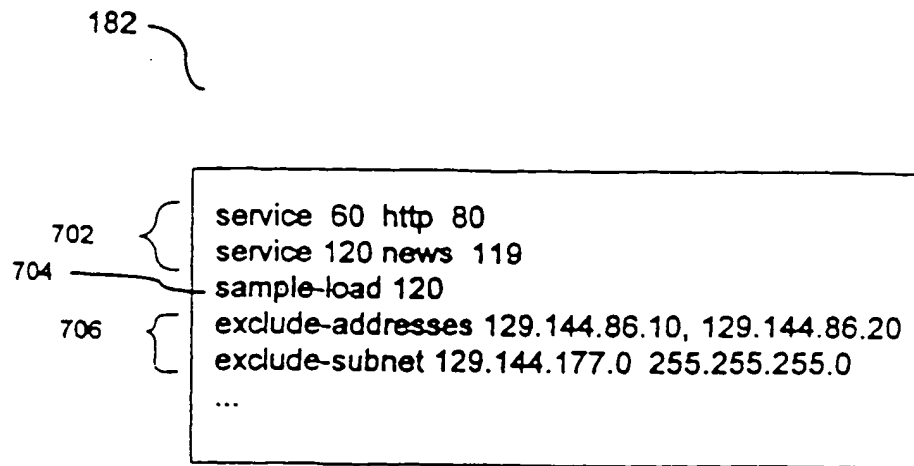 182
702
704
706
service 60 http 80
service 120 news 119
sample-load 120
exclude-addresses 129.144.86.10, 129.144.86.20
exclude-subnet 129.144.177.0 255.255.255.0
...